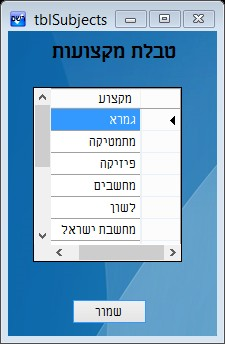 tblSubjects
טבלת מקצועות
מקצוע
גמרא
מתמטיקה
פיזיקה
מחשבים
לשון
מחשבת ישראל
שמור